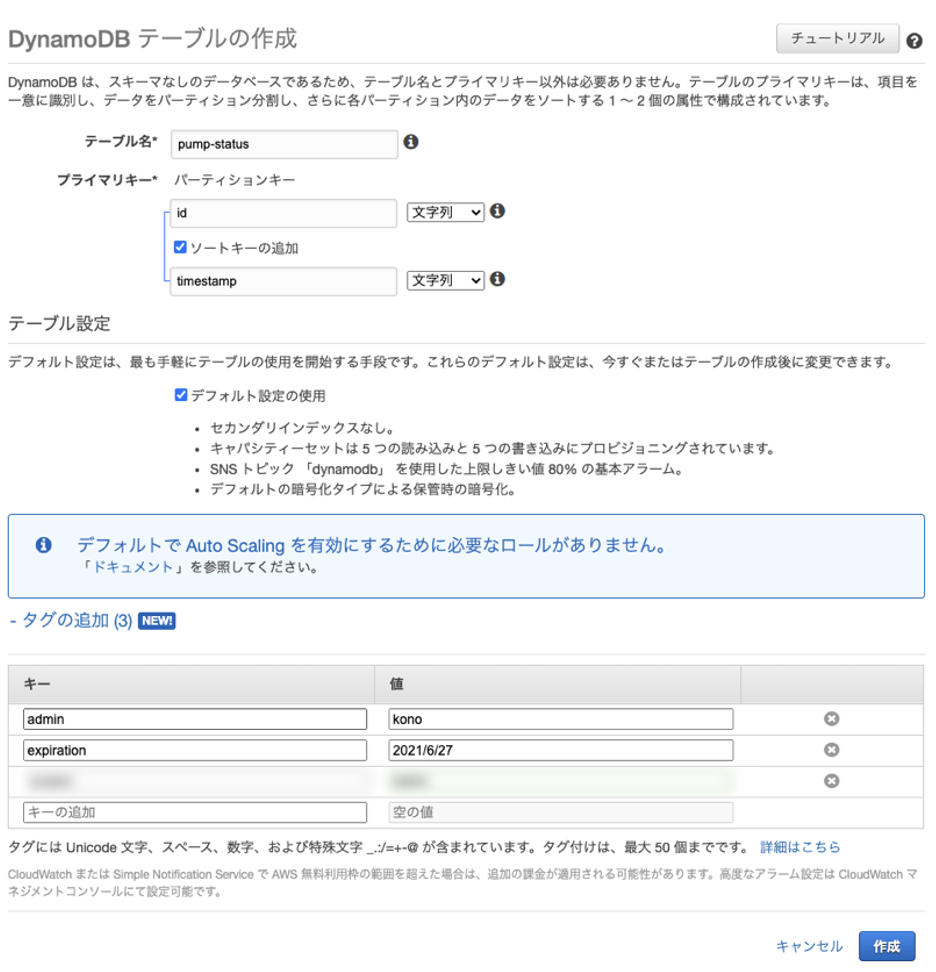 DynamoDB テーブルの作成
チュートリアル
DynamoDB は、スキーマなしのデータベースであるため、テーブル名とプライマリキー以外は必要ありません。テーブルのプライマリキーは、項目を
一意に識別し、データをパーティション分割し、さらに各パーティション内のデータをソートする 1 ～ 2 個の属性で構成されています。
テーブル名* pump-status
プライマリキー* パーティションキー
id 文字列
ソートキーの追加
timestamp 文字列
テーブル設定
デフォルト設定は、最も手軽にテーブルの使用を開始する手段です。これらのデフォルト設定は、今すぐまたはテーブルの作成後に変更できます。
デフォルト設定の使用
• セカンダリインデックスなし。
• キャパシティーセットは 5 つの読み込みと 5 つの書き込みにプロビジョニングされています。
• SNS トピック 「dynamodb」 を使用した上限しきい値 80% の基本アラーム。
• デフォルトの暗号化タイプによる保管時の暗号化。
デフォルトで Auto Scaling を有効にするために必要なロールがありません。
「ドキュメント」を参照してください。
- タグの追加 (3) NEW!
キー 値
admin kono
expiration 2021/6/27
キーの追加 空の値
タグには Unicode 文字、スペース、数字、および特殊文字 _.:/=+-@ が含まれています。タグ付けは、最大 50 個までです。 詳細はこちら
CloudWatch または Simple Notification Service で AWS 無料利用枠の範囲を超えた場合は、追加の課金が適用される可能性があります。高度なアラーム設定は CloudWatch マ
ネジメントコンソールにて設定可能です。
キャンセル 作成